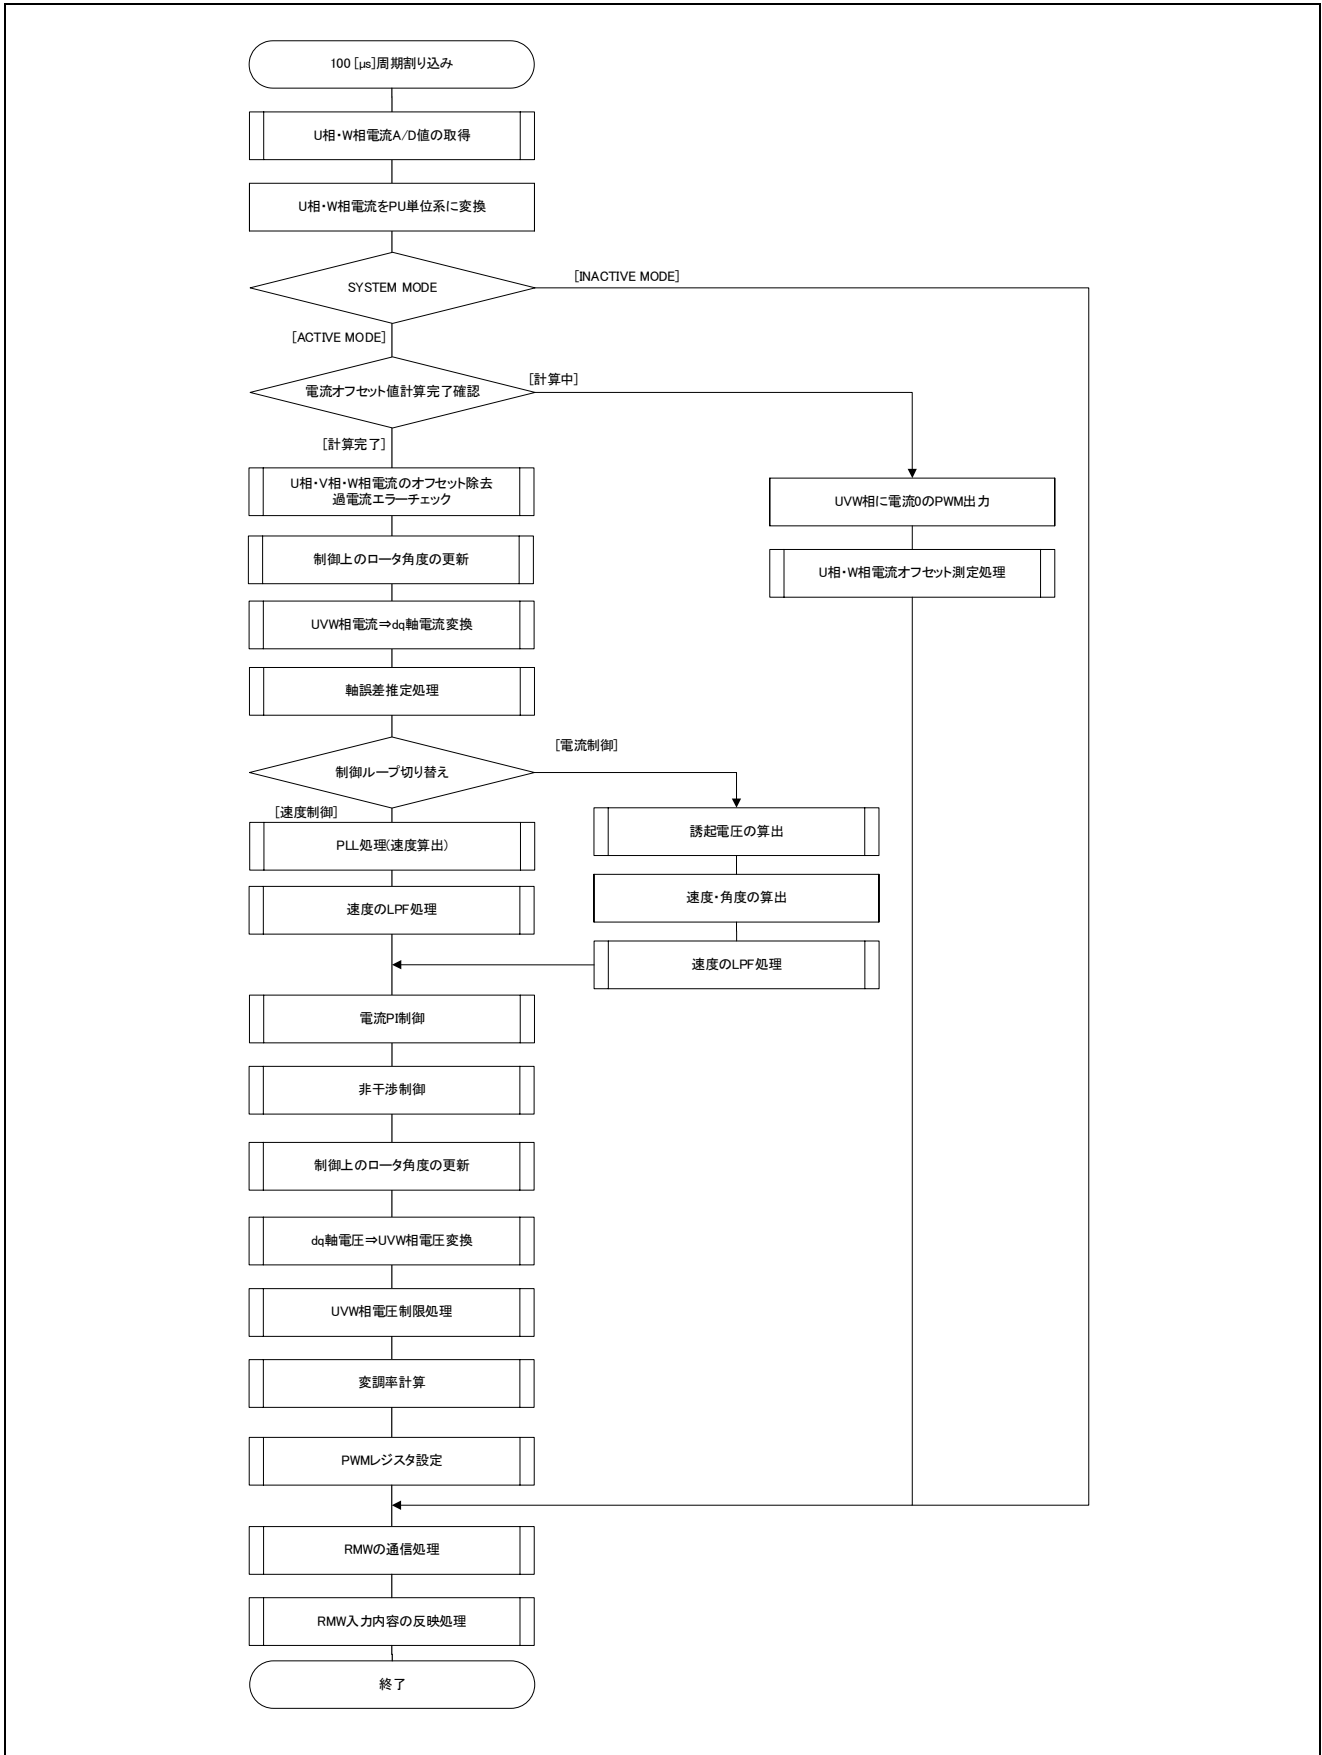 100 [μs]周期割り込み
U相・W相電流A/D値の取得
U相・W相電流をPU単位系に変換
SYSTEM MODE
[INACTIVE MODE]
[ACTIVE MODE]
電流オフセット値計算完了確認
[計算中]
[計算完了]
U相・V相・W相電流のオフセット除去
過電流エラーチェック
UVW相に電流0のPWM出力
制御上のロータ角度の更新
U相・W相電流オフセット測定処理
UVW相電流⇒dq軸電流変換
軸誤差推定処理
制御ループ切り替え
[電流制御]
[速度制御]
PLL処理(速度算出)
誘起電圧の算出
速度のLPF処理
速度・角度の算出
速度のLPF処理
電流PI制御
非干渉制御
制御上のロータ角度の更新
dq軸電圧⇒UVW相電圧変換
UVW相電圧制限処理
変調率計算
PWMレジスタ設定
RMWの通信処理
RMW入力内容の反映処理
終了